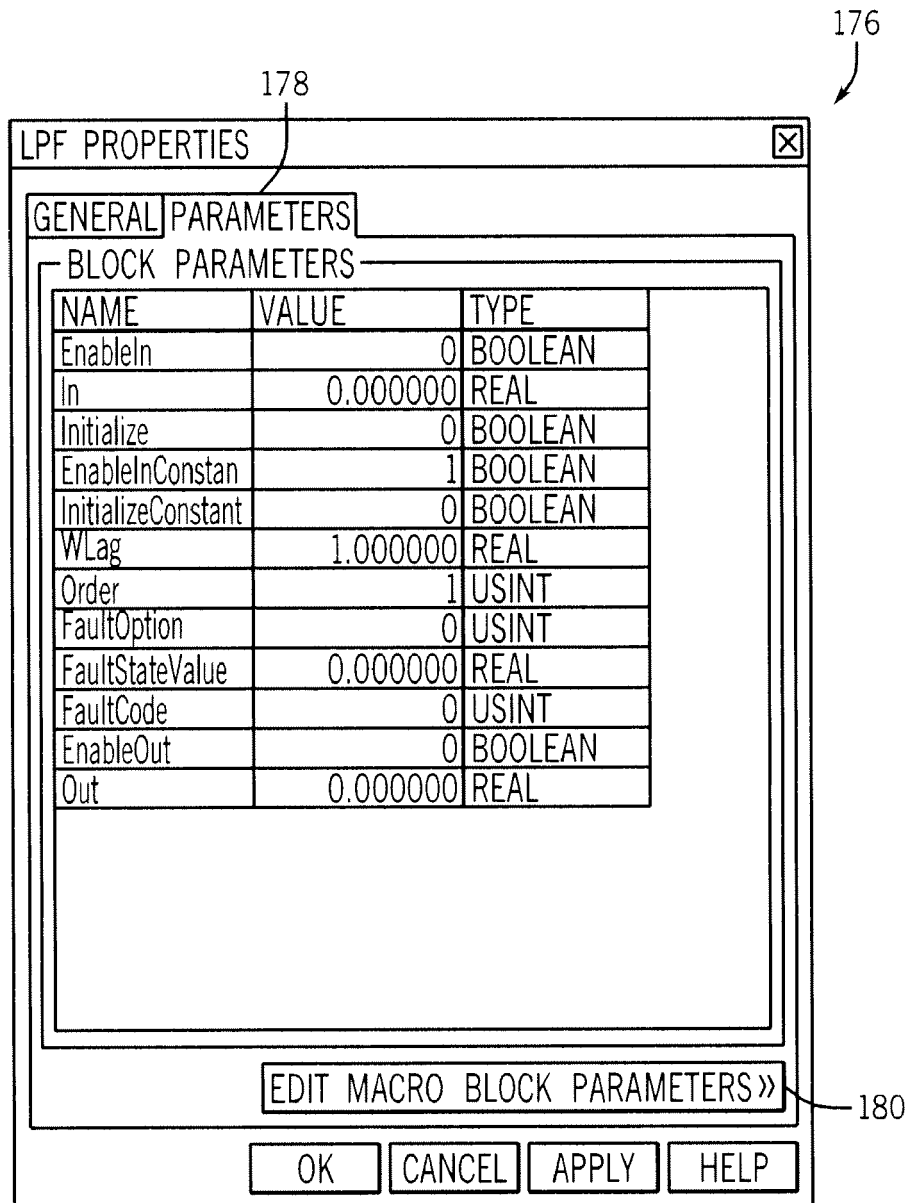 176
178
LPF PROPERTIES
GENERAL PARAMETERS
BLOCK PARAMETERS
NAME VALUE TYPE
EnableIn 0 BOOLEAN
In 0.000000 REAL
Initialize 0 BOOLEAN
EnableInConstan 1 BOOLEAN
InitializeConstant 0 BOOLEAN
WLag 1.000000 REAL
Order 1 USINT
FaultOption 0 USINT
FaultStateValue 0.000000 REAL
FaultCode 0 USINT
EnableOut 0 BOOLEAN
Out 0.000000 REAL
EDIT MACRO BLOCK PARAMETERS»
180
OK CANCEL APPLY HELP